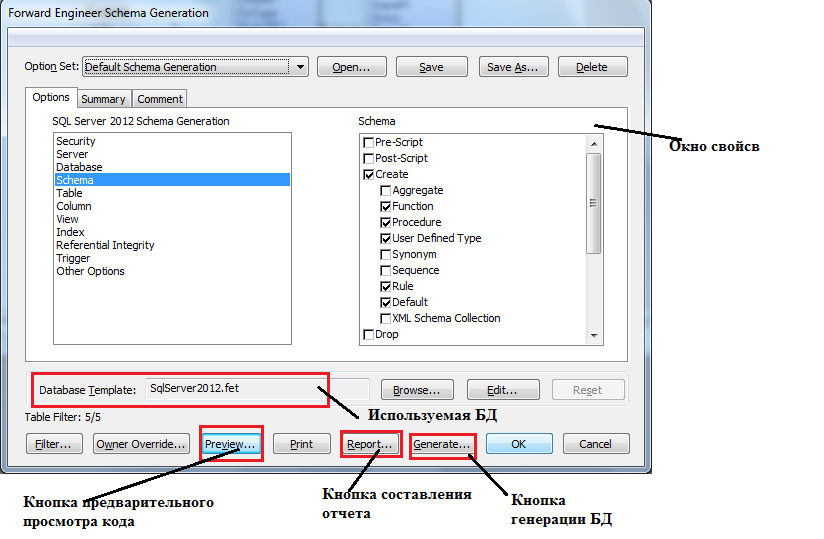 Forward Engineer Schema Generation
Option Set: Default Schema Generation Open... Save Save As... Delete
Options Summary Comment
SQL Server 2012 Schema Generation
Security
Server
Database
Schema
Table
Column
View
Index
Referential Integrity
Trigger
Other Options
Schema
Pre-Script
Post-Script
Create
Aggregate
Function
Procedure
User Defined Type
Synonym
Sequence
Rule
Default
XML Schema Collection
Drop
Окно свойсв
Database Template: SqlServer2012.fet Browse... Edit... Reset
Используемая БД
Table Filter: 5/5
Filter... Owner Override... Preview... Print Report... Generate... OK Cancel
Кнопка предварительного
просмотра кода
Кнопка составления
отчета
Кнопка
генерации БД